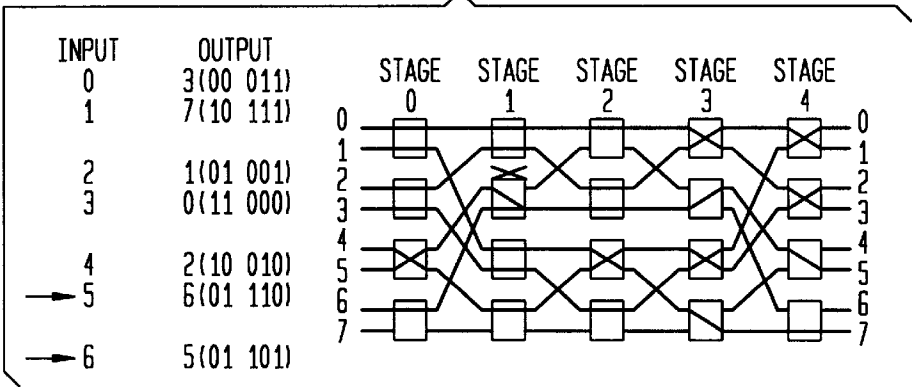 INPUT OUTPUT
0 3(00 011)
1 7(10 111)
2 1(01 001)
3 0(11 000)
4 2(10 010)
5 6(01 110)
6 5(01 101)
STAGE 0 STAGE 1 STAGE 2 STAGE 3 STAGE 4
0 0
1 1
2 2
3 3
4 4
5 5
6 6
7 7